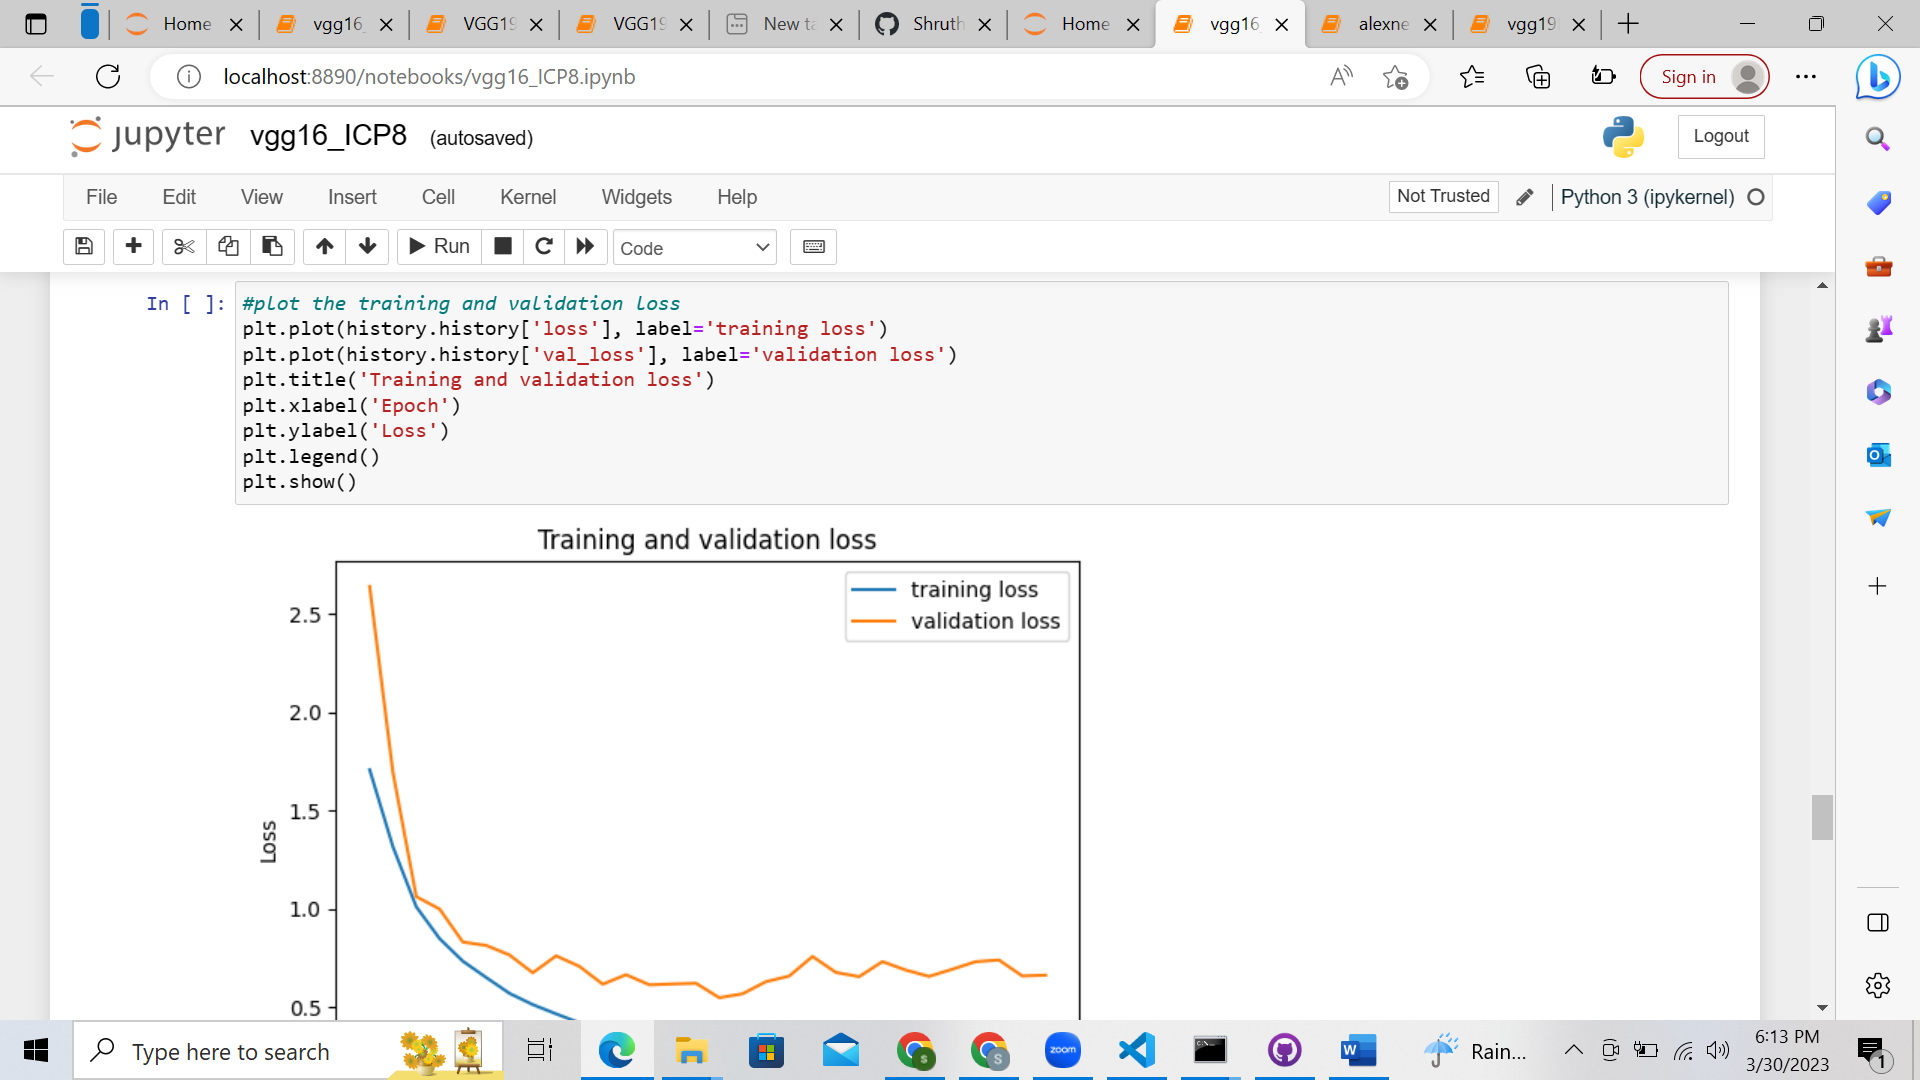 Home
vgg16_
VGG19
VGG19
New ta
Shruth
Home
vgg16_
alexne
vgg19
localhost:8890/notebooks/vgg16_ICP8.ipynb
Sign in
jupyter vgg16_ICP8 (autosaved)
Logout
File Edit View Insert Cell Kernel Widgets Help
Not Trusted
Python 3 (ipykernel)
Run
Code
In [ ]:
#plot the training and validation loss
plt.plot(history.history['loss'], label='training loss')
plt.plot(history.history['val_loss'], label='validation loss')
plt.title('Training and validation loss')
plt.xlabel('Epoch')
plt.ylabel('Loss')
plt.legend()
plt.show()
Training and validation loss
training loss
validation loss
2.5
2.0
1.5
1.0
0.5
Loss
Type here to search
zoom
Rain...
6:13 PM
3/30/2023
1